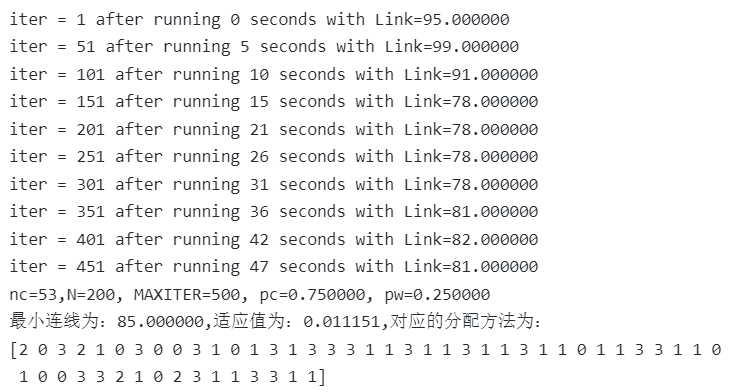 iter = 1 after running 0 seconds with Link=95.000000
iter = 51 after running 5 seconds with Link=99.000000
iter = 101 after running 10 seconds with Link=91.000000
iter = 151 after running 15 seconds with Link=78.000000
iter = 201 after running 21 seconds with Link=78.000000
iter = 251 after running 26 seconds with Link=78.000000
iter = 301 after running 31 seconds with Link=78.000000
iter = 351 after running 36 seconds with Link=81.000000
iter = 401 after running 42 seconds with Link=82.000000
iter = 451 after running 47 seconds with Link=81.000000
nc=53,N=200, MAXITER=500, pc=0.750000, pw=0.250000
最小连线为: 85.000000,适应值为: 0.011151,对应的分配方法为:
[2 0 3 2 1 0 3 0 0 3 1 0 1 3 1 3 3 3 1 1 3 1 1 3 1 1 3 1 1 0 1 1 3 3 1 1 0
1 0 0 3 3 2 1 0 2 3 1 1 3 3 1 1]